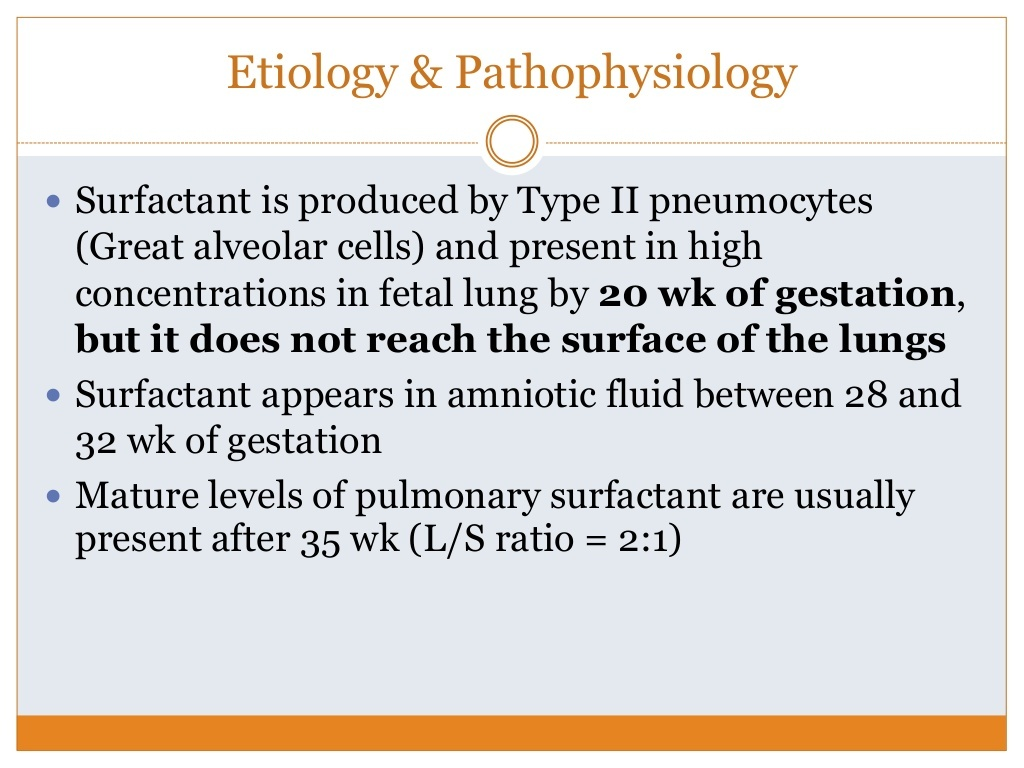 Etiology & Pathophysiology
• Surfactant is produced by Type II pneumocytes
(Great alveolar cells) and present in high
concentrations in fetal lung by 20 wk of gestation,
but it does not reach the surface of the lungs
• Surfactant appears in amniotic fluid between 28 and
32 wk of gestation
• Mature levels of pulmonary surfactant are usually
present after 35 wk (L/S ratio = 2:1)